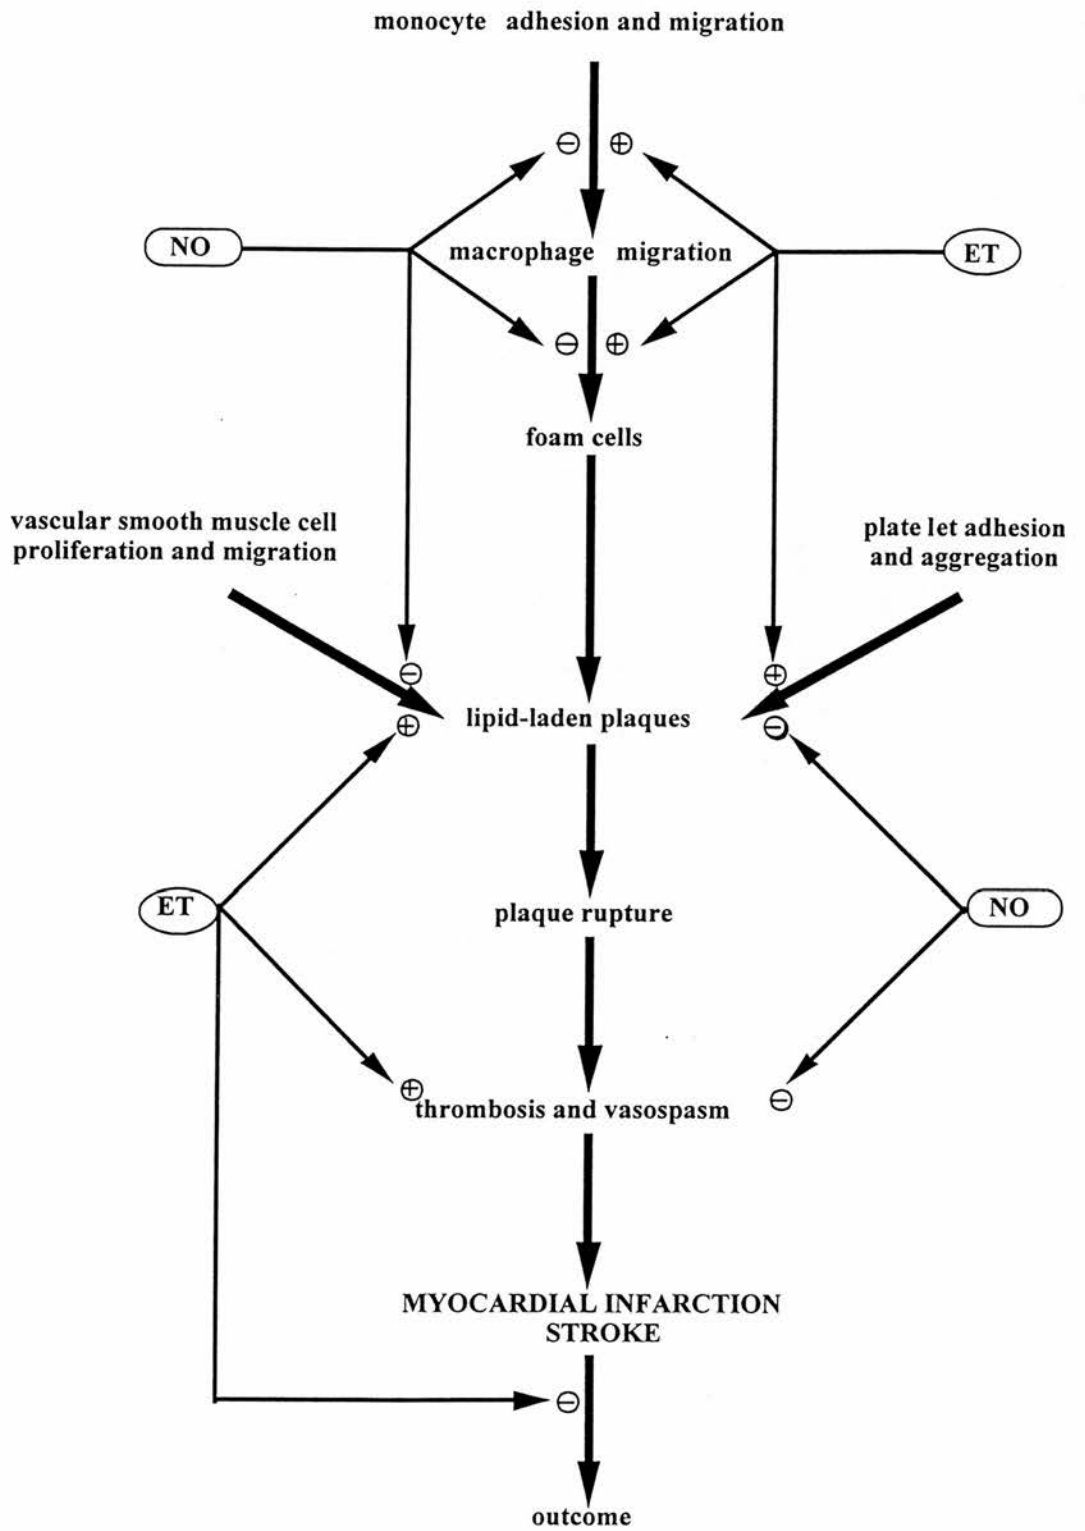 monocyte adhesion and migration
⊖ ⊕
NO
macrophage migration
ET
⊖ ⊕
foam cells
vascular smooth muscle cell
proliferation and migration
plate let adhesion
and aggregation
⊖
⊕
lipid-laden plaques
⊕
⊖
ET
plaque rupture
NO
⊕
thrombosis and vasospasm
⊖
MYOCARDIAL INFARCTION
STROKE
⊖
outcome